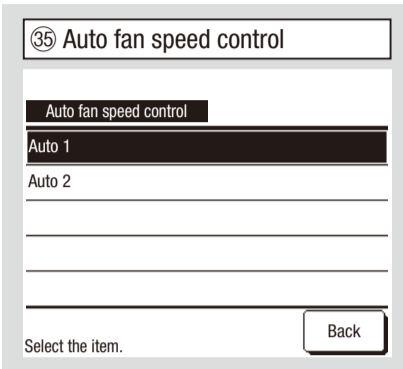 ㉟ Auto fan speed control
Auto fan speed control
Auto 1
Auto 2
Select the item.
Back